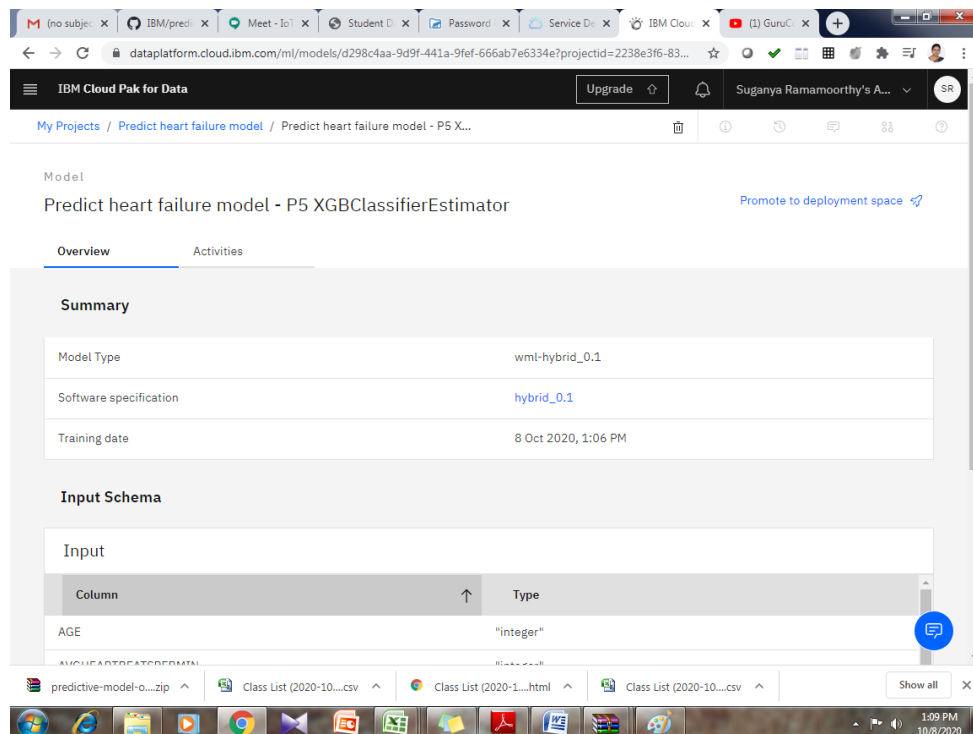 (no subjec
IBM/predi
Meet - IoT
Student D
Password
Service De
IBM Cloud
(1) GuruC
dataplatform.cloud.ibm.com/ml/models/d298c4aa-9d9f-441a-9fef-666ab7e6334e?projectid=2238e3f6-83...
IBM Cloud Pak for Data
Upgrade
Suganya Ramamoorthy's A...
SR
My Projects / Predict heart failure model / Predict heart failure model - P5 X...
Model
Predict heart failure model - P5 XGBClassifierEstimator
Promote to deployment space
Overview
Activities
Summary
Model Type
wml-hybrid_0.1
Software specification
hybrid_0.1
Training date
8 Oct 2020, 1:06 PM
Input Schema
Input
Column
Type
AGE
"integer"
AVGHEARTBEATSPERMIN
"integer"
predictive-model-o....zip
Class List (2020-10....csv
Class List (2020-1....html
Class List (2020-10....csv
Show all
1:09 PM
10/8/2020